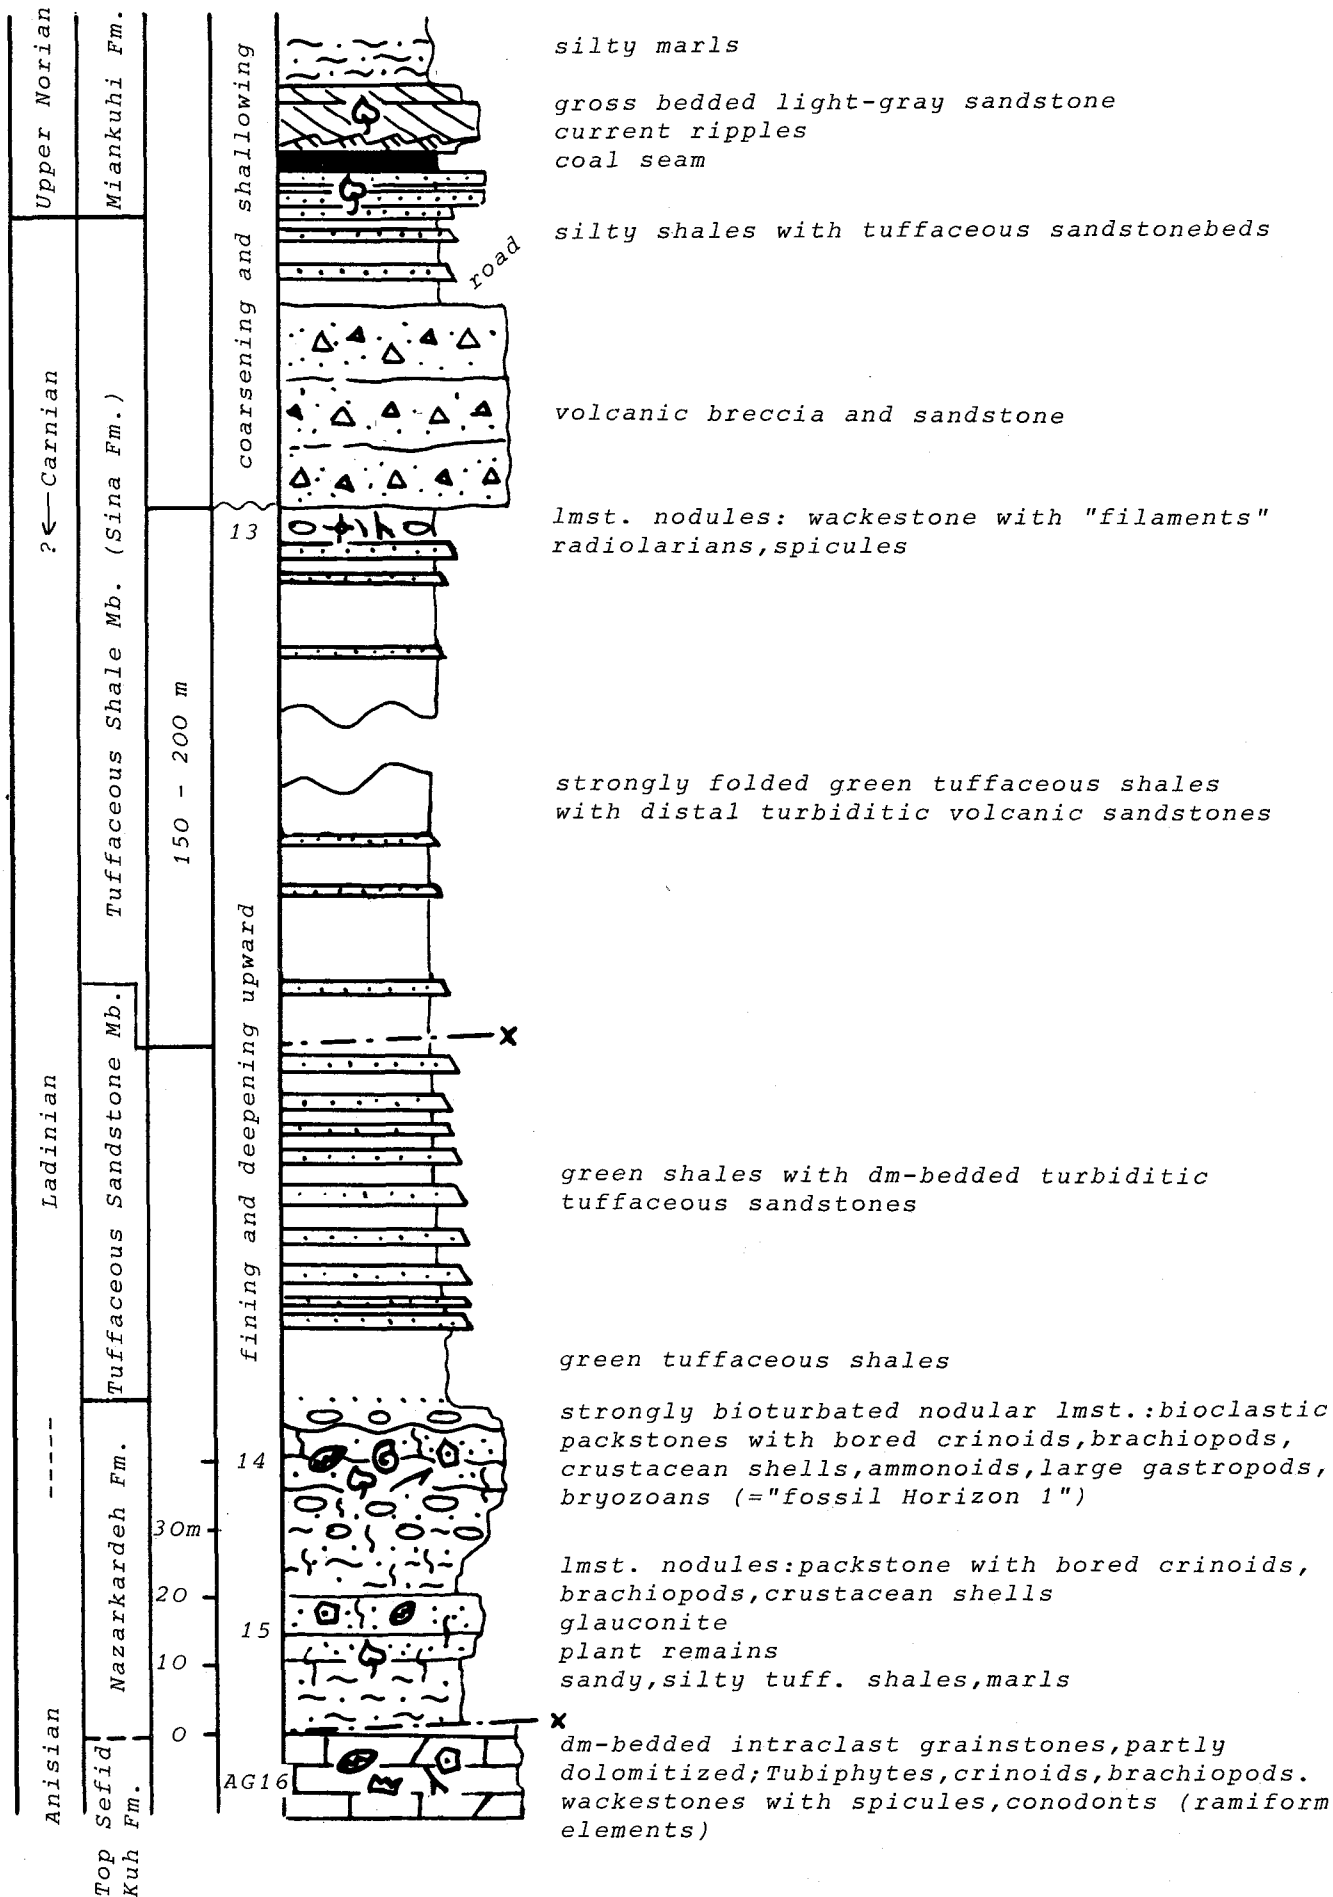 Upper Norian
Miankuhi Fm.
coarsening and shallowing
silty marls
gross bedded light-gray sandstone
current ripples
coal seam
silty shales with tuffaceous sandstonebeds
road
?←Carnian
Tuffaceous Shale Mb. (Sina Fm.)
volcanic breccia and sandstone
13
lmst. nodules: wackestone with "filaments"
radiolarians,spicules
150 - 200 m
strongly folded green tuffaceous shales
with distal turbiditic volcanic sandstones
fining and deepening upward
x
Ladinian
Tuffaceous Sandstone Mb.
green shales with dm-bedded turbiditic
tuffaceous sandstones
green tuffaceous shales
strongly bioturbated nodular lmst.:bioclastic
packstones with bored crinoids,brachiopods,
crustacean shells,ammonoids,large gastropods,
bryozoans (="fossil Horizon 1")
14
-----
Nazarkardeh Fm.
30m
20
10
0
lmst. nodules:packstone with bored crinoids,
brachiopods,crustacean shells
glauconite
plant remains
sandy,silty tuff. shales,marls
15
x
Anisian
Top Sefid
Kuh Fm.
AG16
dm-bedded intraclast grainstones,partly
dolomitized;Tubiphytes,crinoids,brachiopods.
wackestones with spicules,conodonts (ramiform
elements)